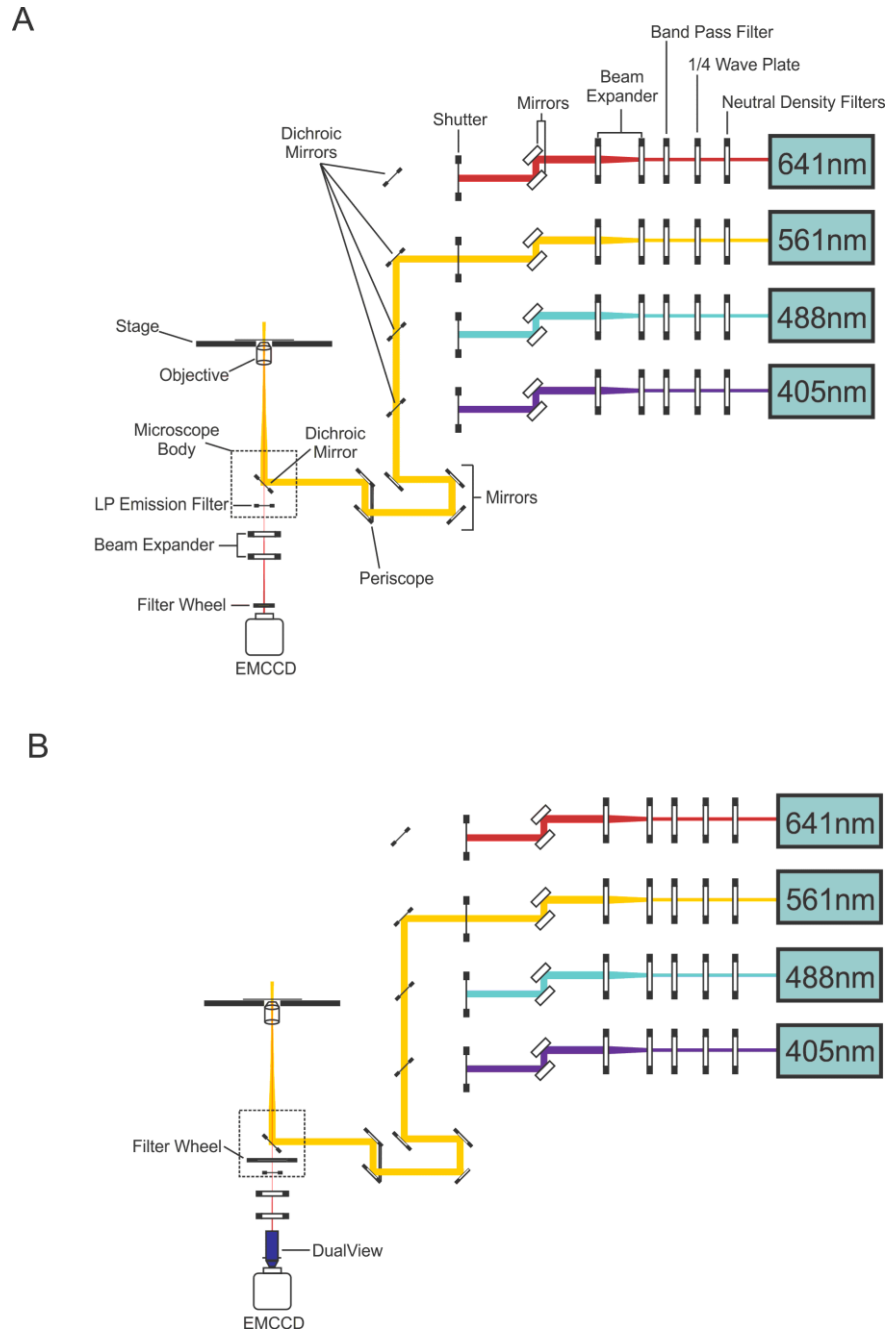 A
Band Pass Filter
1/4 Wave Plate
Beam
Expander
Neutral Density Filters
Mirrors
Shutter
Dichroic
Mirrors
641nm
561nm
488nm
405nm
Stage
Objective
Microscope
Body
Dichroic
Mirror
LP Emission Filter
Mirrors
Beam Expander
Periscope
Filter Wheel
EMCCD
B
641nm
561nm
488nm
405nm
Filter Wheel
DualView
EMCCD